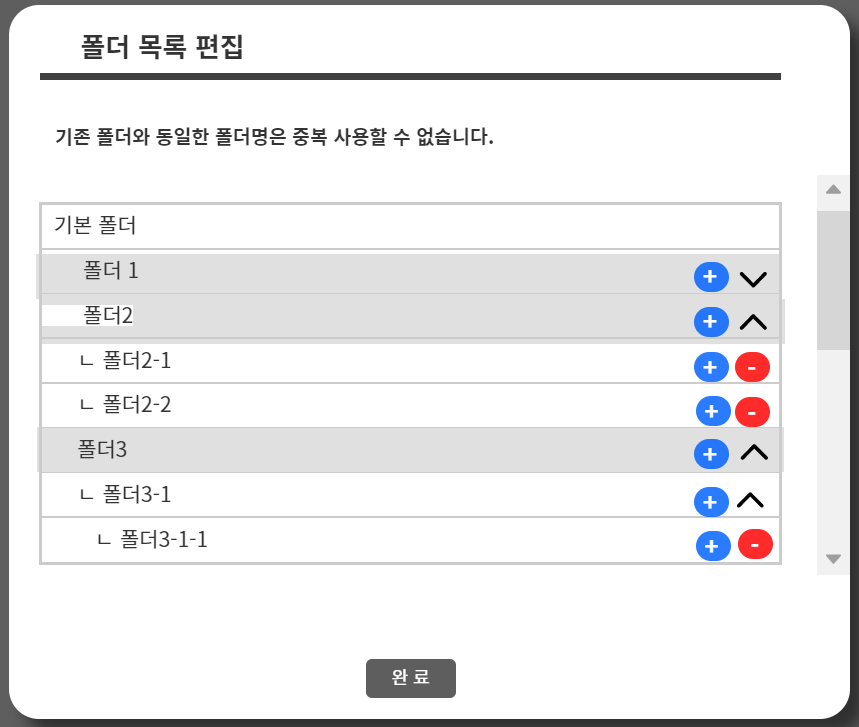 폴더 목록 편집
기존 폴더와 동일한 폴더명은 중복 사용할 수 없습니다.
기본 폴더
폴더 1 +
폴더2 +
ㄴ 폴더2-1 + -
ㄴ 폴더2-2 + -
폴더3 +
ㄴ 폴더3-1 +
ㄴ 폴더3-1-1 + -
완 료